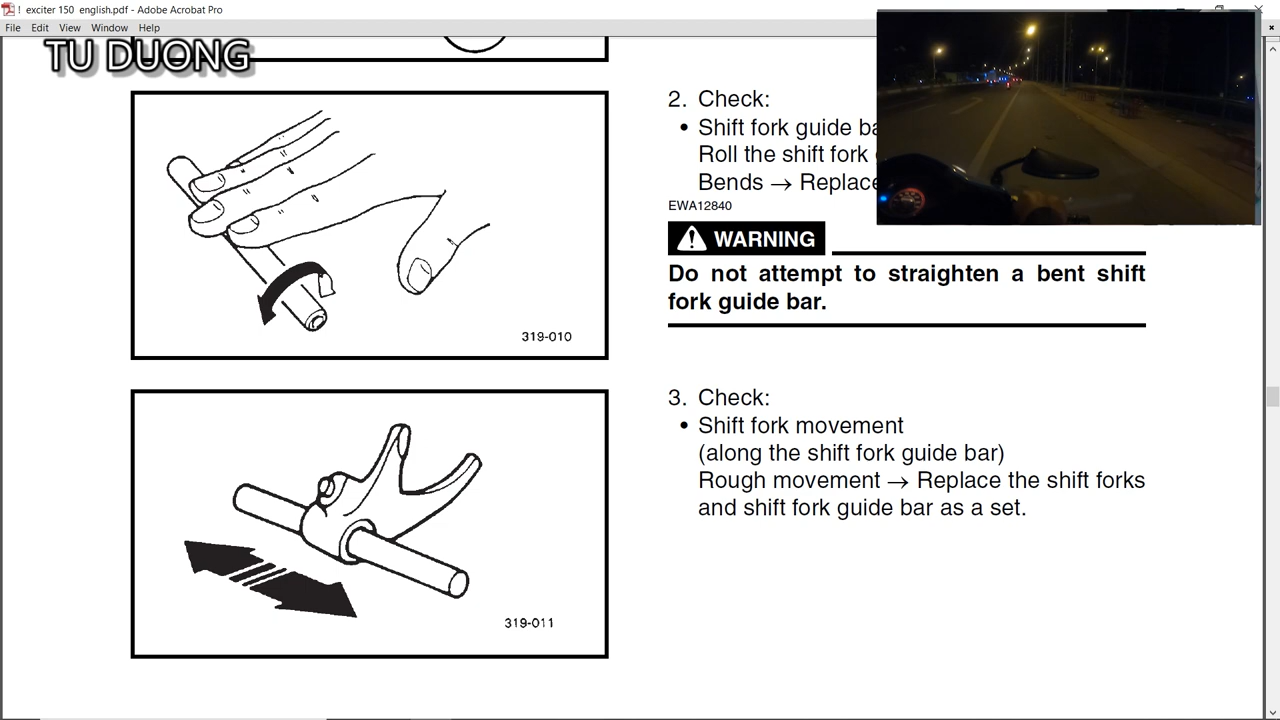 ! exciter 150 english.pdf - Adobe Acrobat Pro
File Edit View Window Help
TU DUONG
2. Check:
• Shift fork guide ba
Roll the shift fork
Bends → Replace
EWA12840
WARNING
Do not attempt to straighten a bent shift
fork guide bar.
319-010
3. Check:
• Shift fork movement
(along the shift fork guide bar)
Rough movement → Replace the shift forks
and shift fork guide bar as a set.
319-011